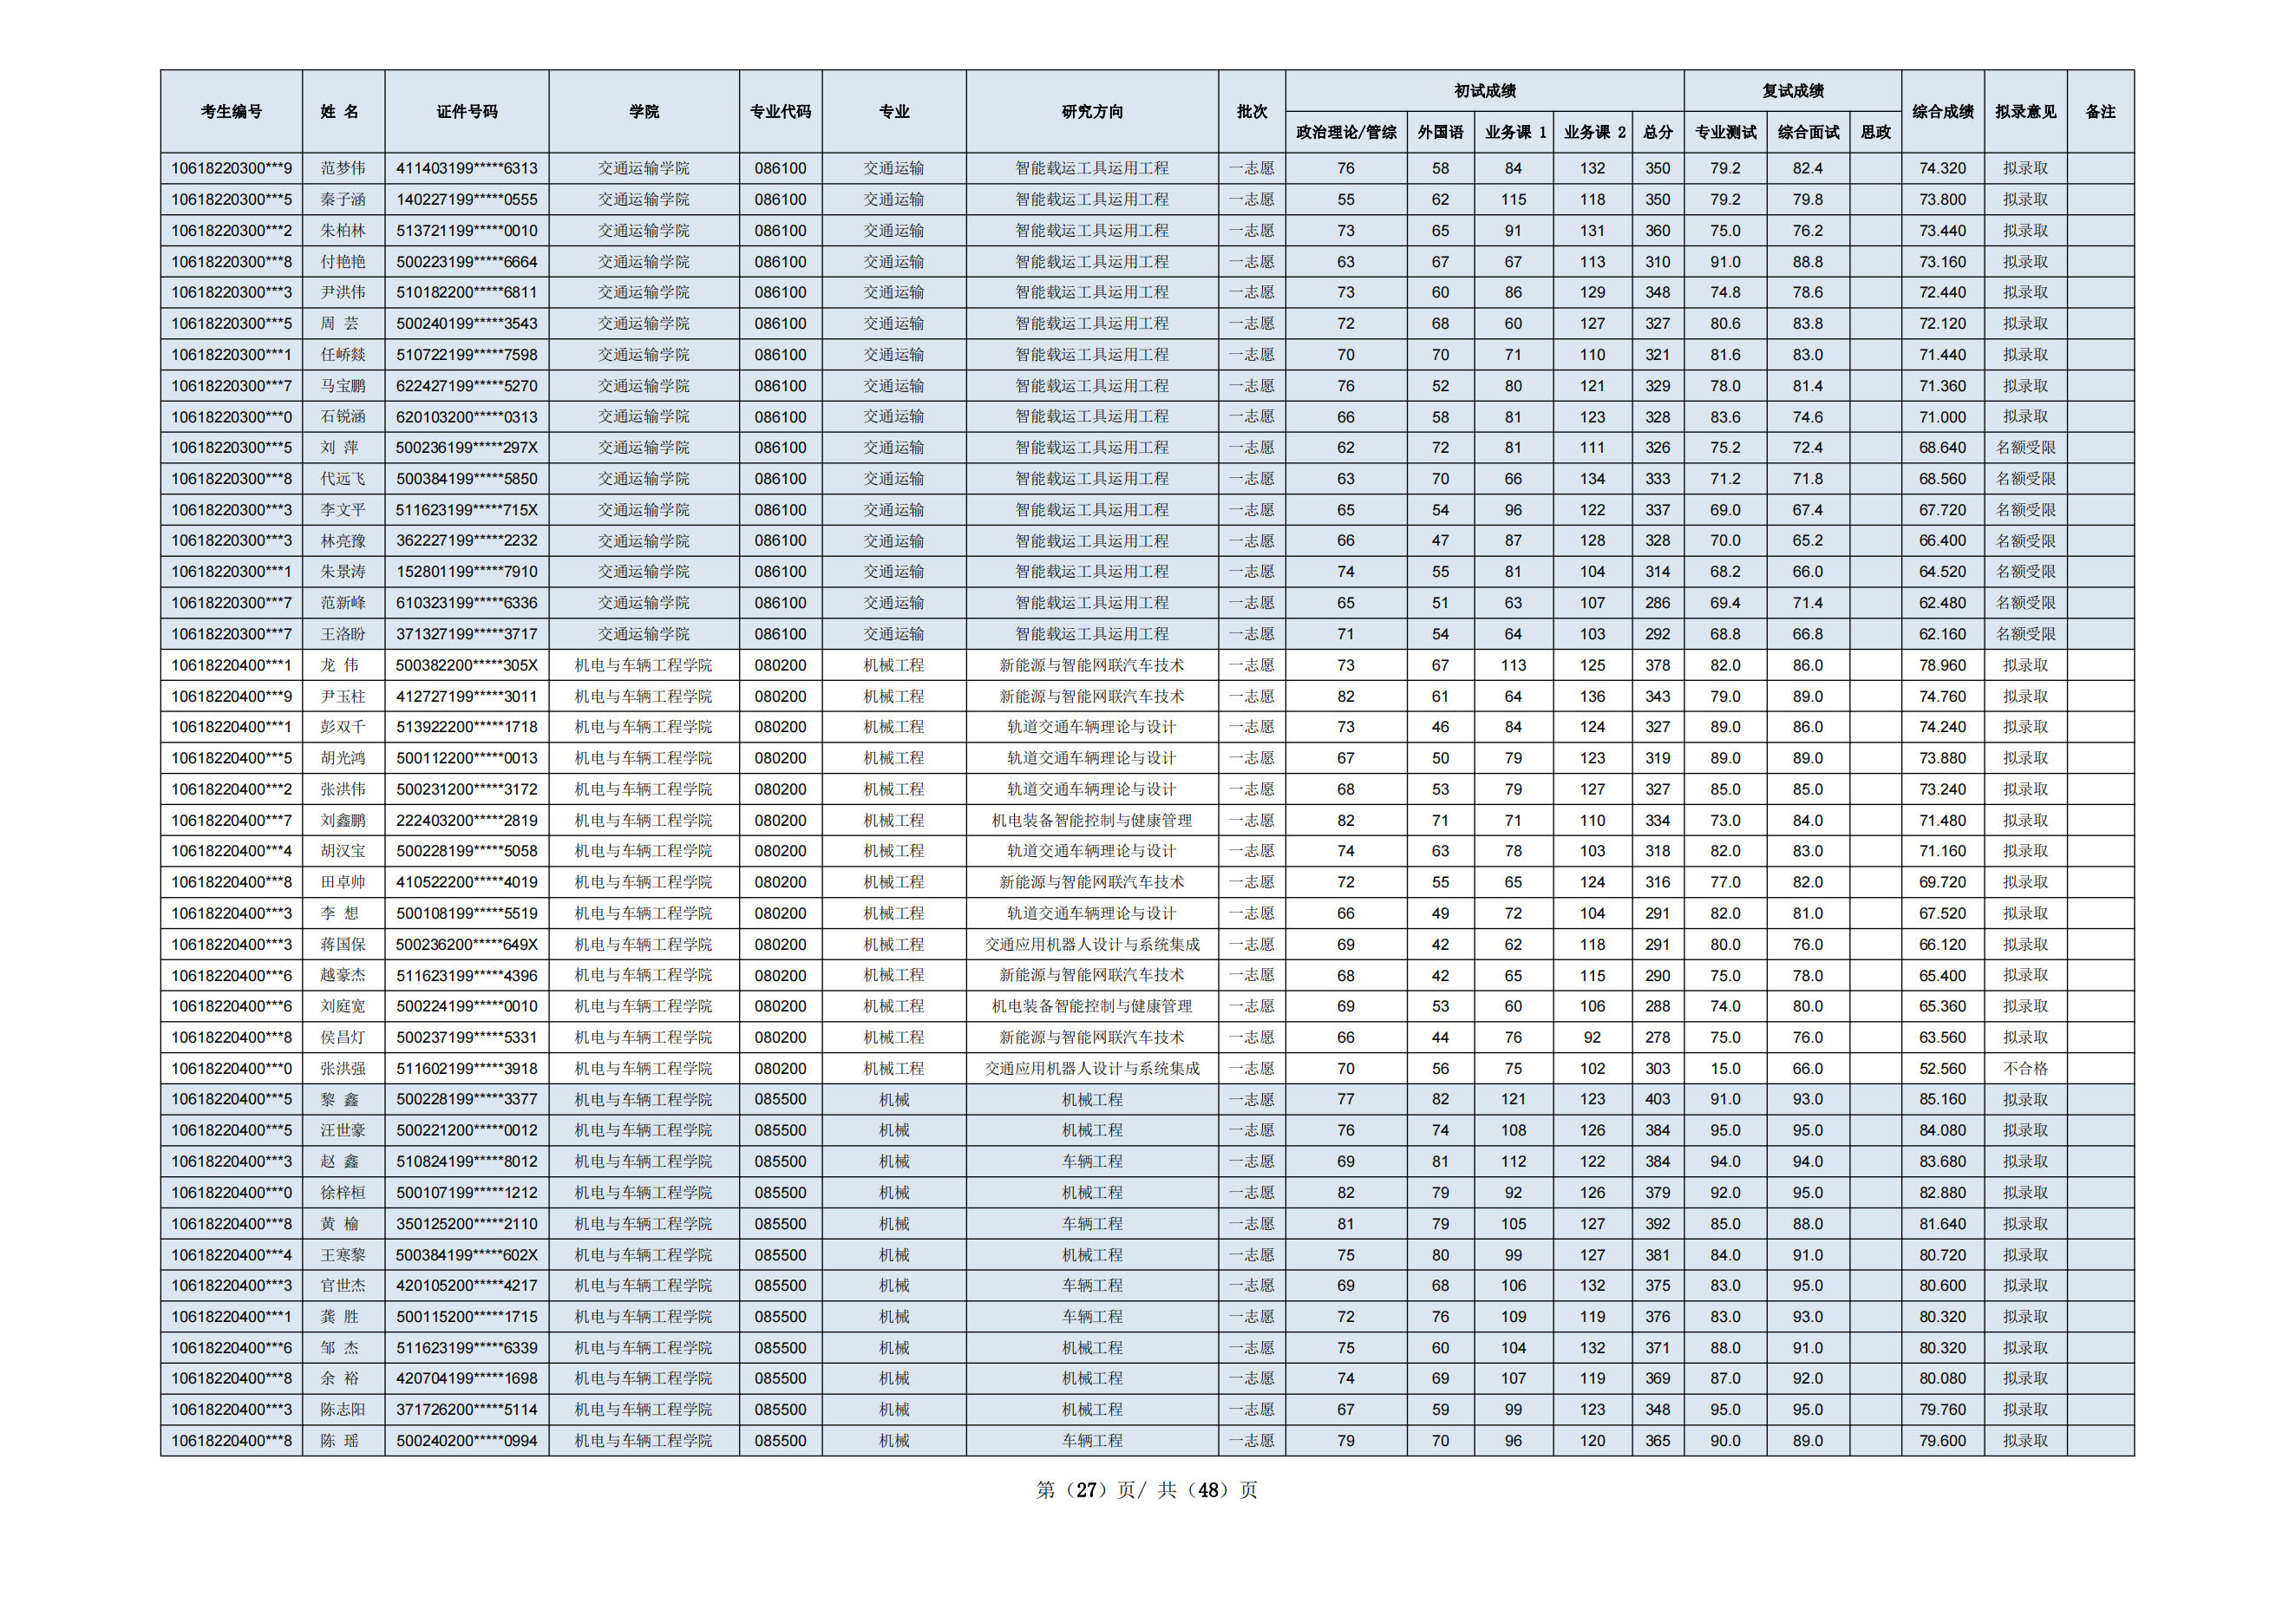 考生编号 姓 名 证件号码 学院 专业代码 专业 研究方向 批次 初试成绩 复试成绩 综合成绩 拟录意见 备注
政治理论/管综 外国语 业务课 1 业务课 2 总分 专业测试 综合面试 思政
10618220300***9 范梦伟 411403199*****6313 交通运输学院 086100 交通运输 智能载运工具运用工程 一志愿 76 58 84 132 350 79.2 82.4 74.320 拟录取
10618220300***5 秦子涵 140227199*****0555 交通运输学院 086100 交通运输 智能载运工具运用工程 一志愿 55 62 115 118 350 79.2 79.8 73.800 拟录取
10618220300***2 朱柏林 513721199*****0010 交通运输学院 086100 交通运输 智能载运工具运用工程 一志愿 73 65 91 131 360 75.0 76.2 73.440 拟录取
10618220300***8 付艳艳 500223199*****6664 交通运输学院 086100 交通运输 智能载运工具运用工程 一志愿 63 67 67 113 310 91.0 88.8 73.160 拟录取
10618220300***3 尹洪伟 510182200*****6811 交通运输学院 086100 交通运输 智能载运工具运用工程 一志愿 73 60 86 129 348 74.8 78.6 72.440 拟录取
10618220300***5 周 芸 500240199*****3543 交通运输学院 086100 交通运输 智能载运工具运用工程 一志愿 72 68 60 127 327 80.6 83.8 72.120 拟录取
10618220300***1 任峤燚 510722199*****7598 交通运输学院 086100 交通运输 智能载运工具运用工程 一志愿 70 70 71 110 321 81.6 83.0 71.440 拟录取
10618220300***7 马宝鹏 622427199*****5270 交通运输学院 086100 交通运输 智能载运工具运用工程 一志愿 76 52 80 121 329 78.0 81.4 71.360 拟录取
10618220300***0 石锐涵 620103200*****0313 交通运输学院 086100 交通运输 智能载运工具运用工程 一志愿 66 58 81 123 328 83.6 74.6 71.000 拟录取
10618220300***5 刘 萍 500236199*****297X 交通运输学院 086100 交通运输 智能载运工具运用工程 一志愿 62 72 81 111 326 75.2 72.4 68.640 名额受限
10618220300***8 代远飞 500384199*****5850 交通运输学院 086100 交通运输 智能载运工具运用工程 一志愿 63 70 66 134 333 71.2 71.8 68.560 名额受限
10618220300***3 李文平 511623199*****715X 交通运输学院 086100 交通运输 智能载运工具运用工程 一志愿 65 54 96 122 337 69.0 67.4 67.720 名额受限
10618220300***3 林亮豫 362227199*****2232 交通运输学院 086100 交通运输 智能载运工具运用工程 一志愿 66 47 87 128 328 70.0 65.2 66.400 名额受限
10618220300***1 朱景涛 152801199*****7910 交通运输学院 086100 交通运输 智能载运工具运用工程 一志愿 74 55 81 104 314 68.2 66.0 64.520 名额受限
10618220300***7 范新峰 610323199*****6336 交通运输学院 086100 交通运输 智能载运工具运用工程 一志愿 65 51 63 107 286 69.4 71.4 62.480 名额受限
10618220300***7 王洛盼 371327199*****3717 交通运输学院 086100 交通运输 智能载运工具运用工程 一志愿 71 54 64 103 292 68.8 66.8 62.160 名额受限
10618220400***1 龙 伟 500382200*****305X 机电与车辆工程学院 080200 机械工程 新能源与智能网联汽车技术 一志愿 73 67 113 125 378 82.0 86.0 78.960 拟录取
10618220400***9 尹玉柱 412727199*****3011 机电与车辆工程学院 080200 机械工程 新能源与智能网联汽车技术 一志愿 82 61 64 136 343 79.0 89.0 74.760 拟录取
10618220400***1 彭双千 513922200*****1718 机电与车辆工程学院 080200 机械工程 轨道交通车辆理论与设计 一志愿 73 46 84 124 327 89.0 86.0 74.240 拟录取
10618220400***5 胡光鸿 500112200*****0013 机电与车辆工程学院 080200 机械工程 轨道交通车辆理论与设计 一志愿 67 50 79 123 319 89.0 89.0 73.880 拟录取
10618220400***2 张洪伟 500231200*****3172 机电与车辆工程学院 080200 机械工程 轨道交通车辆理论与设计 一志愿 68 53 79 127 327 85.0 85.0 73.240 拟录取
10618220400***7 刘鑫鹏 222403200*****2819 机电与车辆工程学院 080200 机械工程 机电装备智能控制与健康管理 一志愿 82 71 71 110 334 73.0 84.0 71.480 拟录取
10618220400***4 胡汉宝 500228199*****5058 机电与车辆工程学院 080200 机械工程 轨道交通车辆理论与设计 一志愿 74 63 78 103 318 82.0 83.0 71.160 拟录取
10618220400***8 田卓帅 410522200*****4019 机电与车辆工程学院 080200 机械工程 新能源与智能网联汽车技术 一志愿 72 55 65 124 316 77.0 82.0 69.720 拟录取
10618220400***3 李 想 500108199*****5519 机电与车辆工程学院 080200 机械工程 轨道交通车辆理论与设计 一志愿 66 49 72 104 291 82.0 81.0 67.520 拟录取
10618220400***3 蒋国保 500236200*****649X 机电与车辆工程学院 080200 机械工程 交通应用机器人设计与系统集成 一志愿 69 42 62 118 291 80.0 76.0 66.120 拟录取
10618220400***6 越豪杰 511623199*****4396 机电与车辆工程学院 080200 机械工程 新能源与智能网联汽车技术 一志愿 68 42 65 115 290 75.0 78.0 65.400 拟录取
10618220400***6 刘庭宽 500224199*****0010 机电与车辆工程学院 080200 机械工程 机电装备智能控制与健康管理 一志愿 69 53 60 106 288 74.0 80.0 65.360 拟录取
10618220400***8 侯昌灯 500237199*****5331 机电与车辆工程学院 080200 机械工程 新能源与智能网联汽车技术 一志愿 66 44 76 92 278 75.0 76.0 63.560 拟录取
10618220400***0 张洪强 511602199*****3918 机电与车辆工程学院 080200 机械工程 交通应用机器人设计与系统集成 一志愿 70 56 75 102 303 15.0 66.0 52.560 不合格
10618220400***5 黎 鑫 500228199*****3377 机电与车辆工程学院 085500 机械 机械工程 一志愿 77 82 121 123 403 91.0 93.0 85.160 拟录取
10618220400***5 汪世豪 500221200*****0012 机电与车辆工程学院 085500 机械 机械工程 一志愿 76 74 108 126 384 95.0 95.0 84.080 拟录取
10618220400***3 赵 鑫 510824199*****8012 机电与车辆工程学院 085500 机械 车辆工程 一志愿 69 81 112 122 384 94.0 94.0 83.680 拟录取
10618220400***0 徐梓桓 500107199*****1212 机电与车辆工程学院 085500 机械 机械工程 一志愿 82 79 92 126 379 92.0 95.0 82.880 拟录取
10618220400***8 黄 榆 350125200*****2110 机电与车辆工程学院 085500 机械 车辆工程 一志愿 81 79 105 127 392 85.0 88.0 81.640 拟录取
10618220400***4 王寒黎 500384199*****602X 机电与车辆工程学院 085500 机械 机械工程 一志愿 75 80 99 127 381 84.0 91.0 80.720 拟录取
10618220400***3 官世杰 420105200*****4217 机电与车辆工程学院 085500 机械 车辆工程 一志愿 69 68 106 132 375 83.0 95.0 80.600 拟录取
10618220400***1 龚 胜 500115200*****1715 机电与车辆工程学院 085500 机械 车辆工程 一志愿 72 76 109 119 376 83.0 93.0 80.320 拟录取
10618220400***6 邹 杰 511623199*****6339 机电与车辆工程学院 085500 机械 机械工程 一志愿 75 60 104 132 371 88.0 91.0 80.320 拟录取
10618220400***8 余 裕 420704199*****1698 机电与车辆工程学院 085500 机械 机械工程 一志愿 74 69 107 119 369 87.0 92.0 80.080 拟录取
10618220400***3 陈志阳 371726200*****5114 机电与车辆工程学院 085500 机械 机械工程 一志愿 67 59 99 123 348 95.0 95.0 79.760 拟录取
10618220400***8 陈 瑶 500240200*****0994 机电与车辆工程学院 085500 机械 车辆工程 一志愿 79 70 96 120 365 90.0 89.0 79.600 拟录取
第（27）页/ 共（48）页